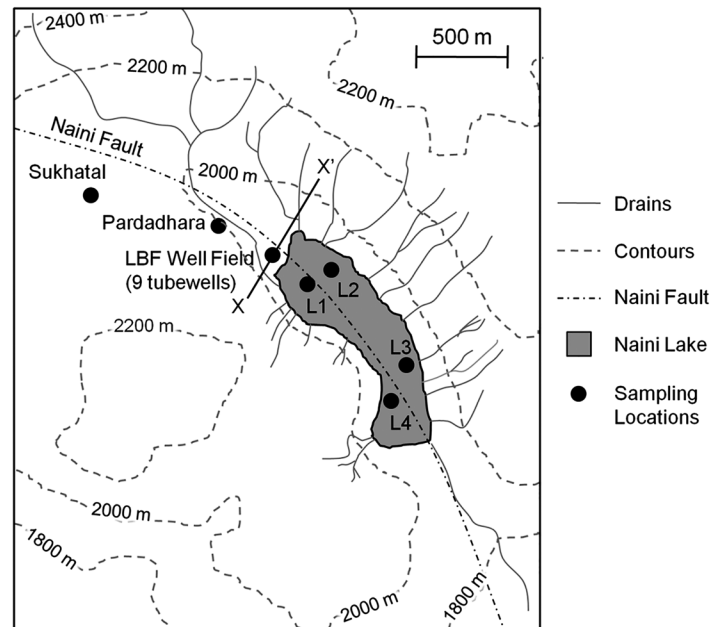 2400 m
500 m
2200 m
2200 m
Naini Fault
2000 m
X'
Sukhatal
Pardadhara
LBF Well Field
(9 tubewells)
X
L2
L1
2200 m
L3
L4
2000 m
1800 m
2000 m
1800 m
Drains
Contours
Naini Fault
Naini Lake
Sampling
Locations